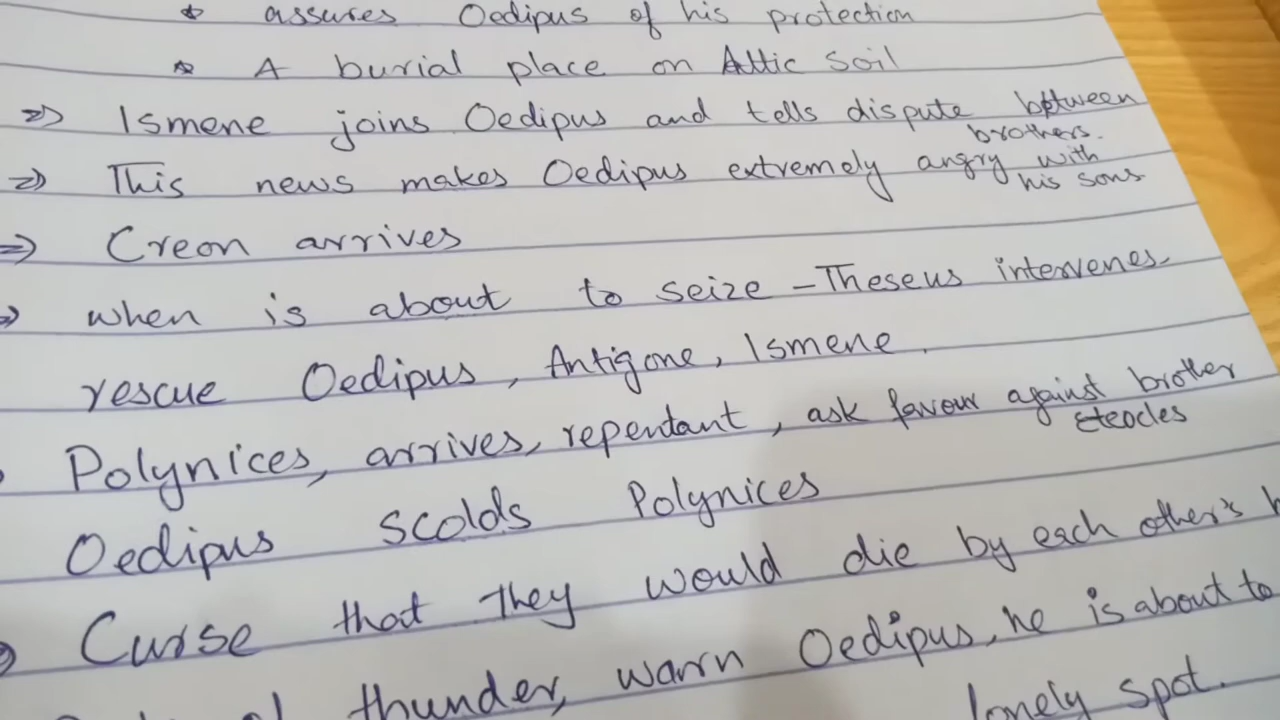 * assures Oedipus of his protection
* A burial place on Attic Soil
=> Ismene joins Oedipus and tells dispute between brothers.
=> This news makes Oedipus extremely angry with his sons
=> Creon arrives
=> when is about to seize - Theseus intervenes
rescue Oedipus, Antigone, Ismene.
Polynices, arrives, repentant, ask favour against brother Eteocles
Oedipus scolds Polynices
Curse that they would die by each other's
thunder, warn Oedipus, he is about to
lonely spot.